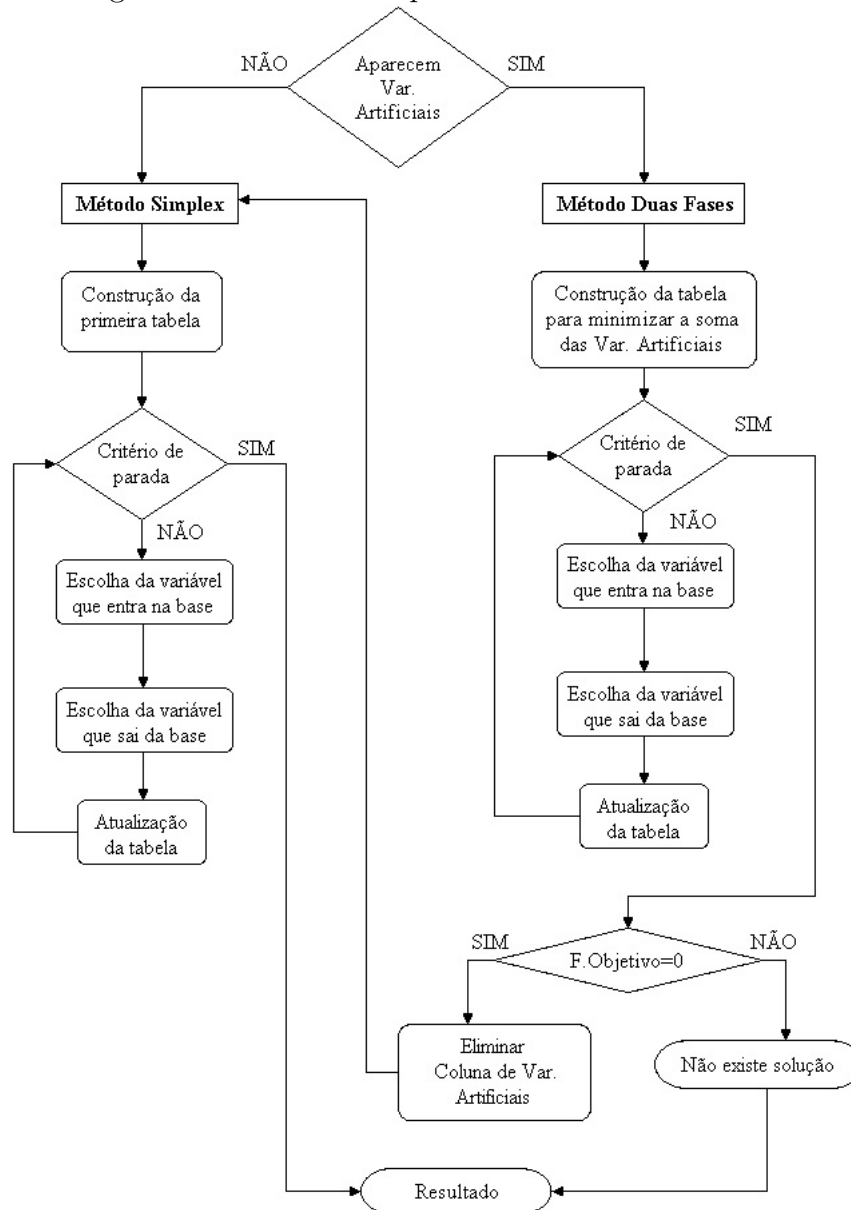 NÃO
Aparecem
Var.
Artificiais
SIM
Método Simplex
Método Duas Fases
Construção da
primeira tabela
Construção da tabela
para minimizar a soma
das Var. Artificiais
Critério de
parada
SIM
NÃO
Critério de
parada
SIM
NÃO
Escolha da variável
que entra na base
Escolha da variável
que entra na base
Escolha da variável
que sai da base
Escolha da variável
que sai da base
Atualização
da tabela
Atualização
da tabela
SIM
F.Objetivo=0
NÃO
Eliminar
Coluna de Var.
Artificiais
Não existe solução
Resultado